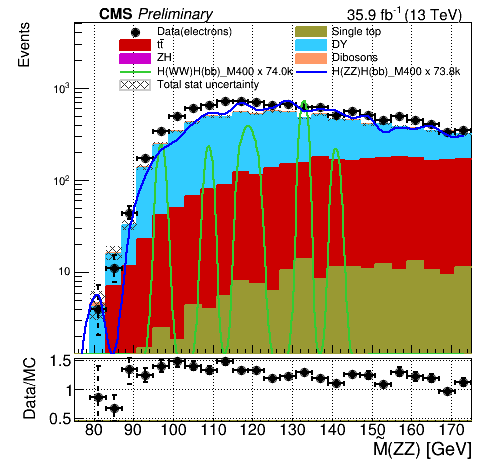 CMS Preliminary 35.9 fb⁻¹ (13 TeV)
Events
Data(electrons) Single top
tt̄ DY
ZH Dibosons
H(WW)H(bb)_M400 x 74.0k H(ZZ)H(bb)_M400 x 73.8k
Total stat uncertainty
10³
10²
10
Data/MC
1.5
1
0.5
80 90 100 110 120 130 140 150 160 170
M̃(ZZ) [GeV]